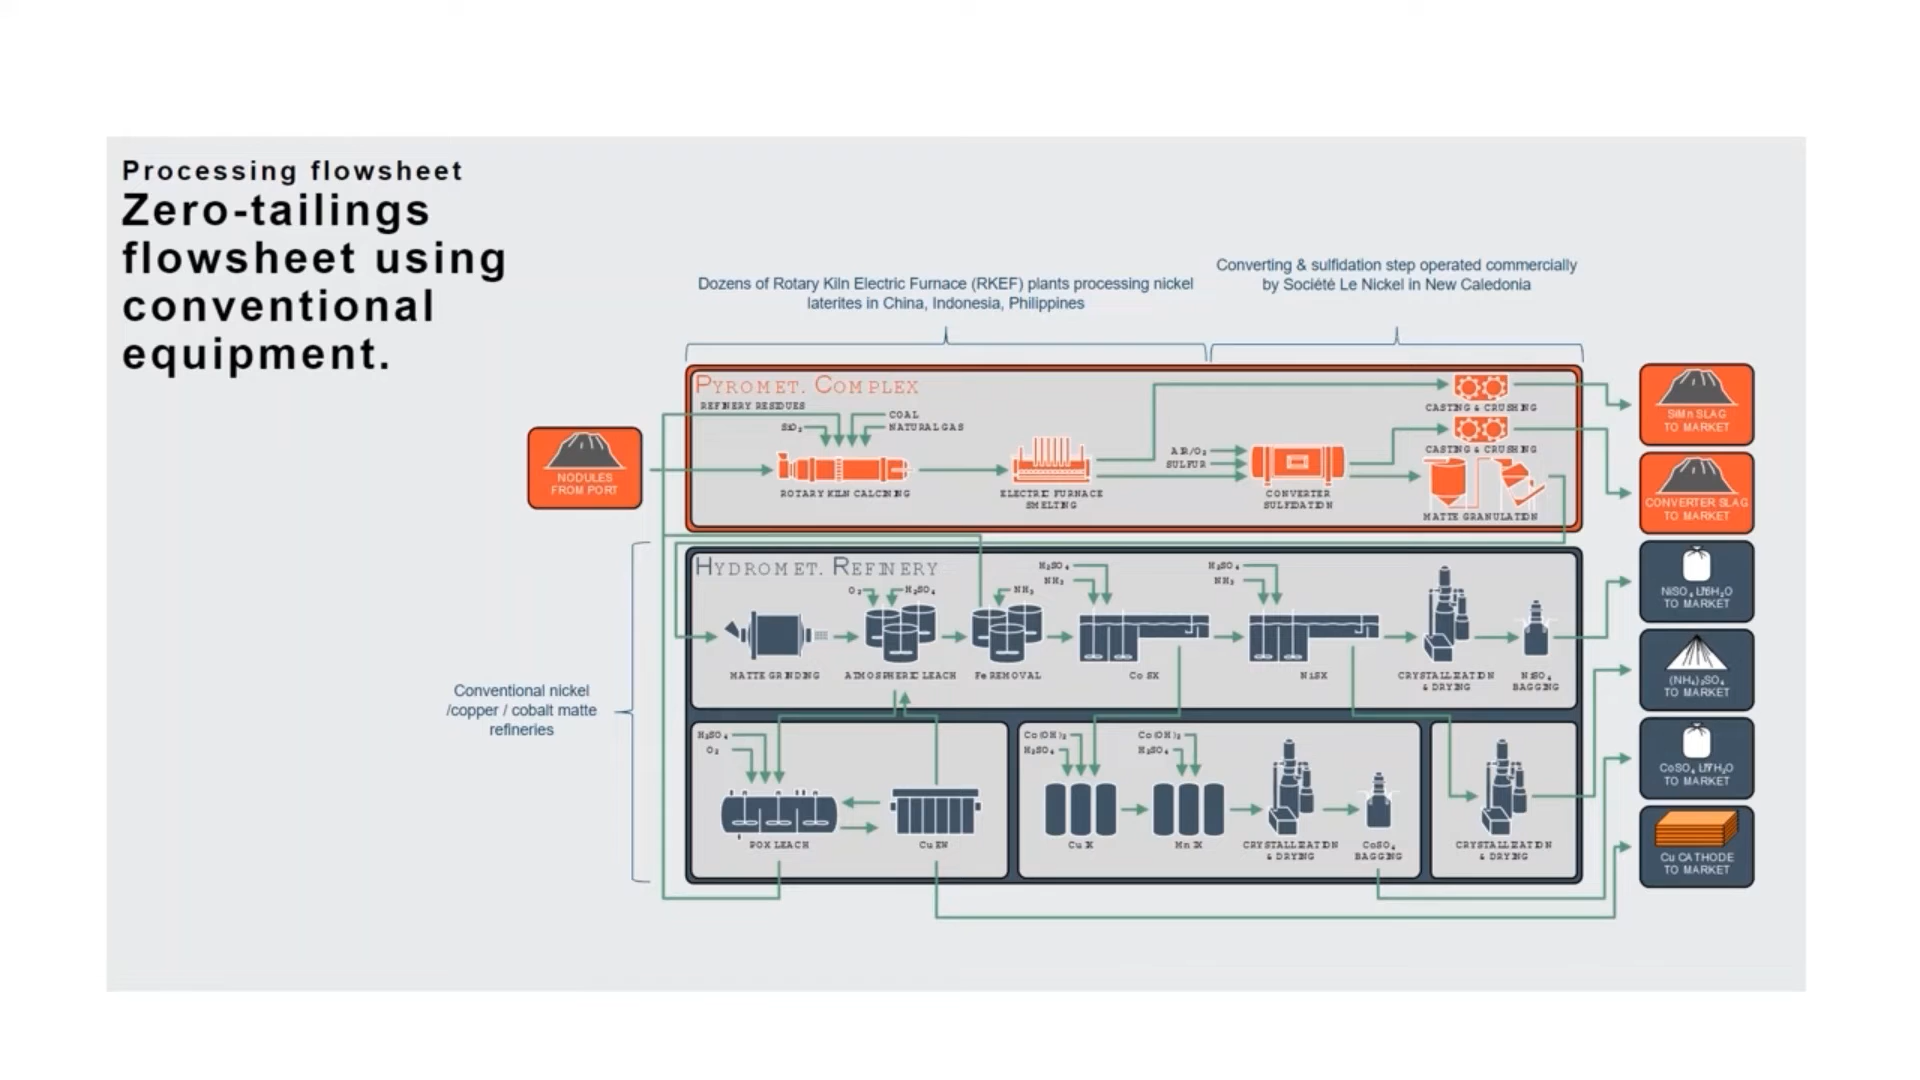 Processing flowsheet
Zero-tailings
flowsheet using
conventional
equipment.
Dozens of Rotary Kiln Electric Furnace (RKEF) plants processing nickel
laterites in China, Indonesia, Philippines
Converting & sulfidation step operated commercially
by Société Le Nickel in New Caledonia
NODULES
FROM PORT
PYROMET. COMPLEX
REFINERY RESIDUES
SiO₂
COAL
NATURAL GAS
ROTARY KILN CALCINING
ELECTRIC FURNACE
SMELTING
AIR/O₂
SULFUR
CONVERTER
SULFIDATION
CASTING & CRUSHING
CASTING & CRUSHING
MATTE GRANULATION
SiMn SLAG
TO MARKET
CONVERTER SLAG
TO MARKET
Conventional nickel
/copper / cobalt matte
refineries
HYDROMET. REFINERY
O₂
H₂SO₄
NH₃
H₂SO₄
NH₃
H₂SO₄
NH₃
MATTE GRINDING
ATMOSPHERIC LEACH
Fe REMOVAL
Co SX
Ni SX
CRYSTALLIZATION
& DRYING
NiSO₄
BAGGING
H₂SO₄
O₂
POX LEACH
Cu EW
Co(OH)₂
H₂SO₄
Co(OH)₂
H₂SO₄
Cu IX
Mn IX
CRYSTALLIZATION
& DRYING
CoSO₄
BAGGING
CRYSTALLIZATION
& DRYING
TO MARKET
(NH₄)₂SO₄
TO MARKET
TO MARKET
Cu CATHODE
TO MARKET